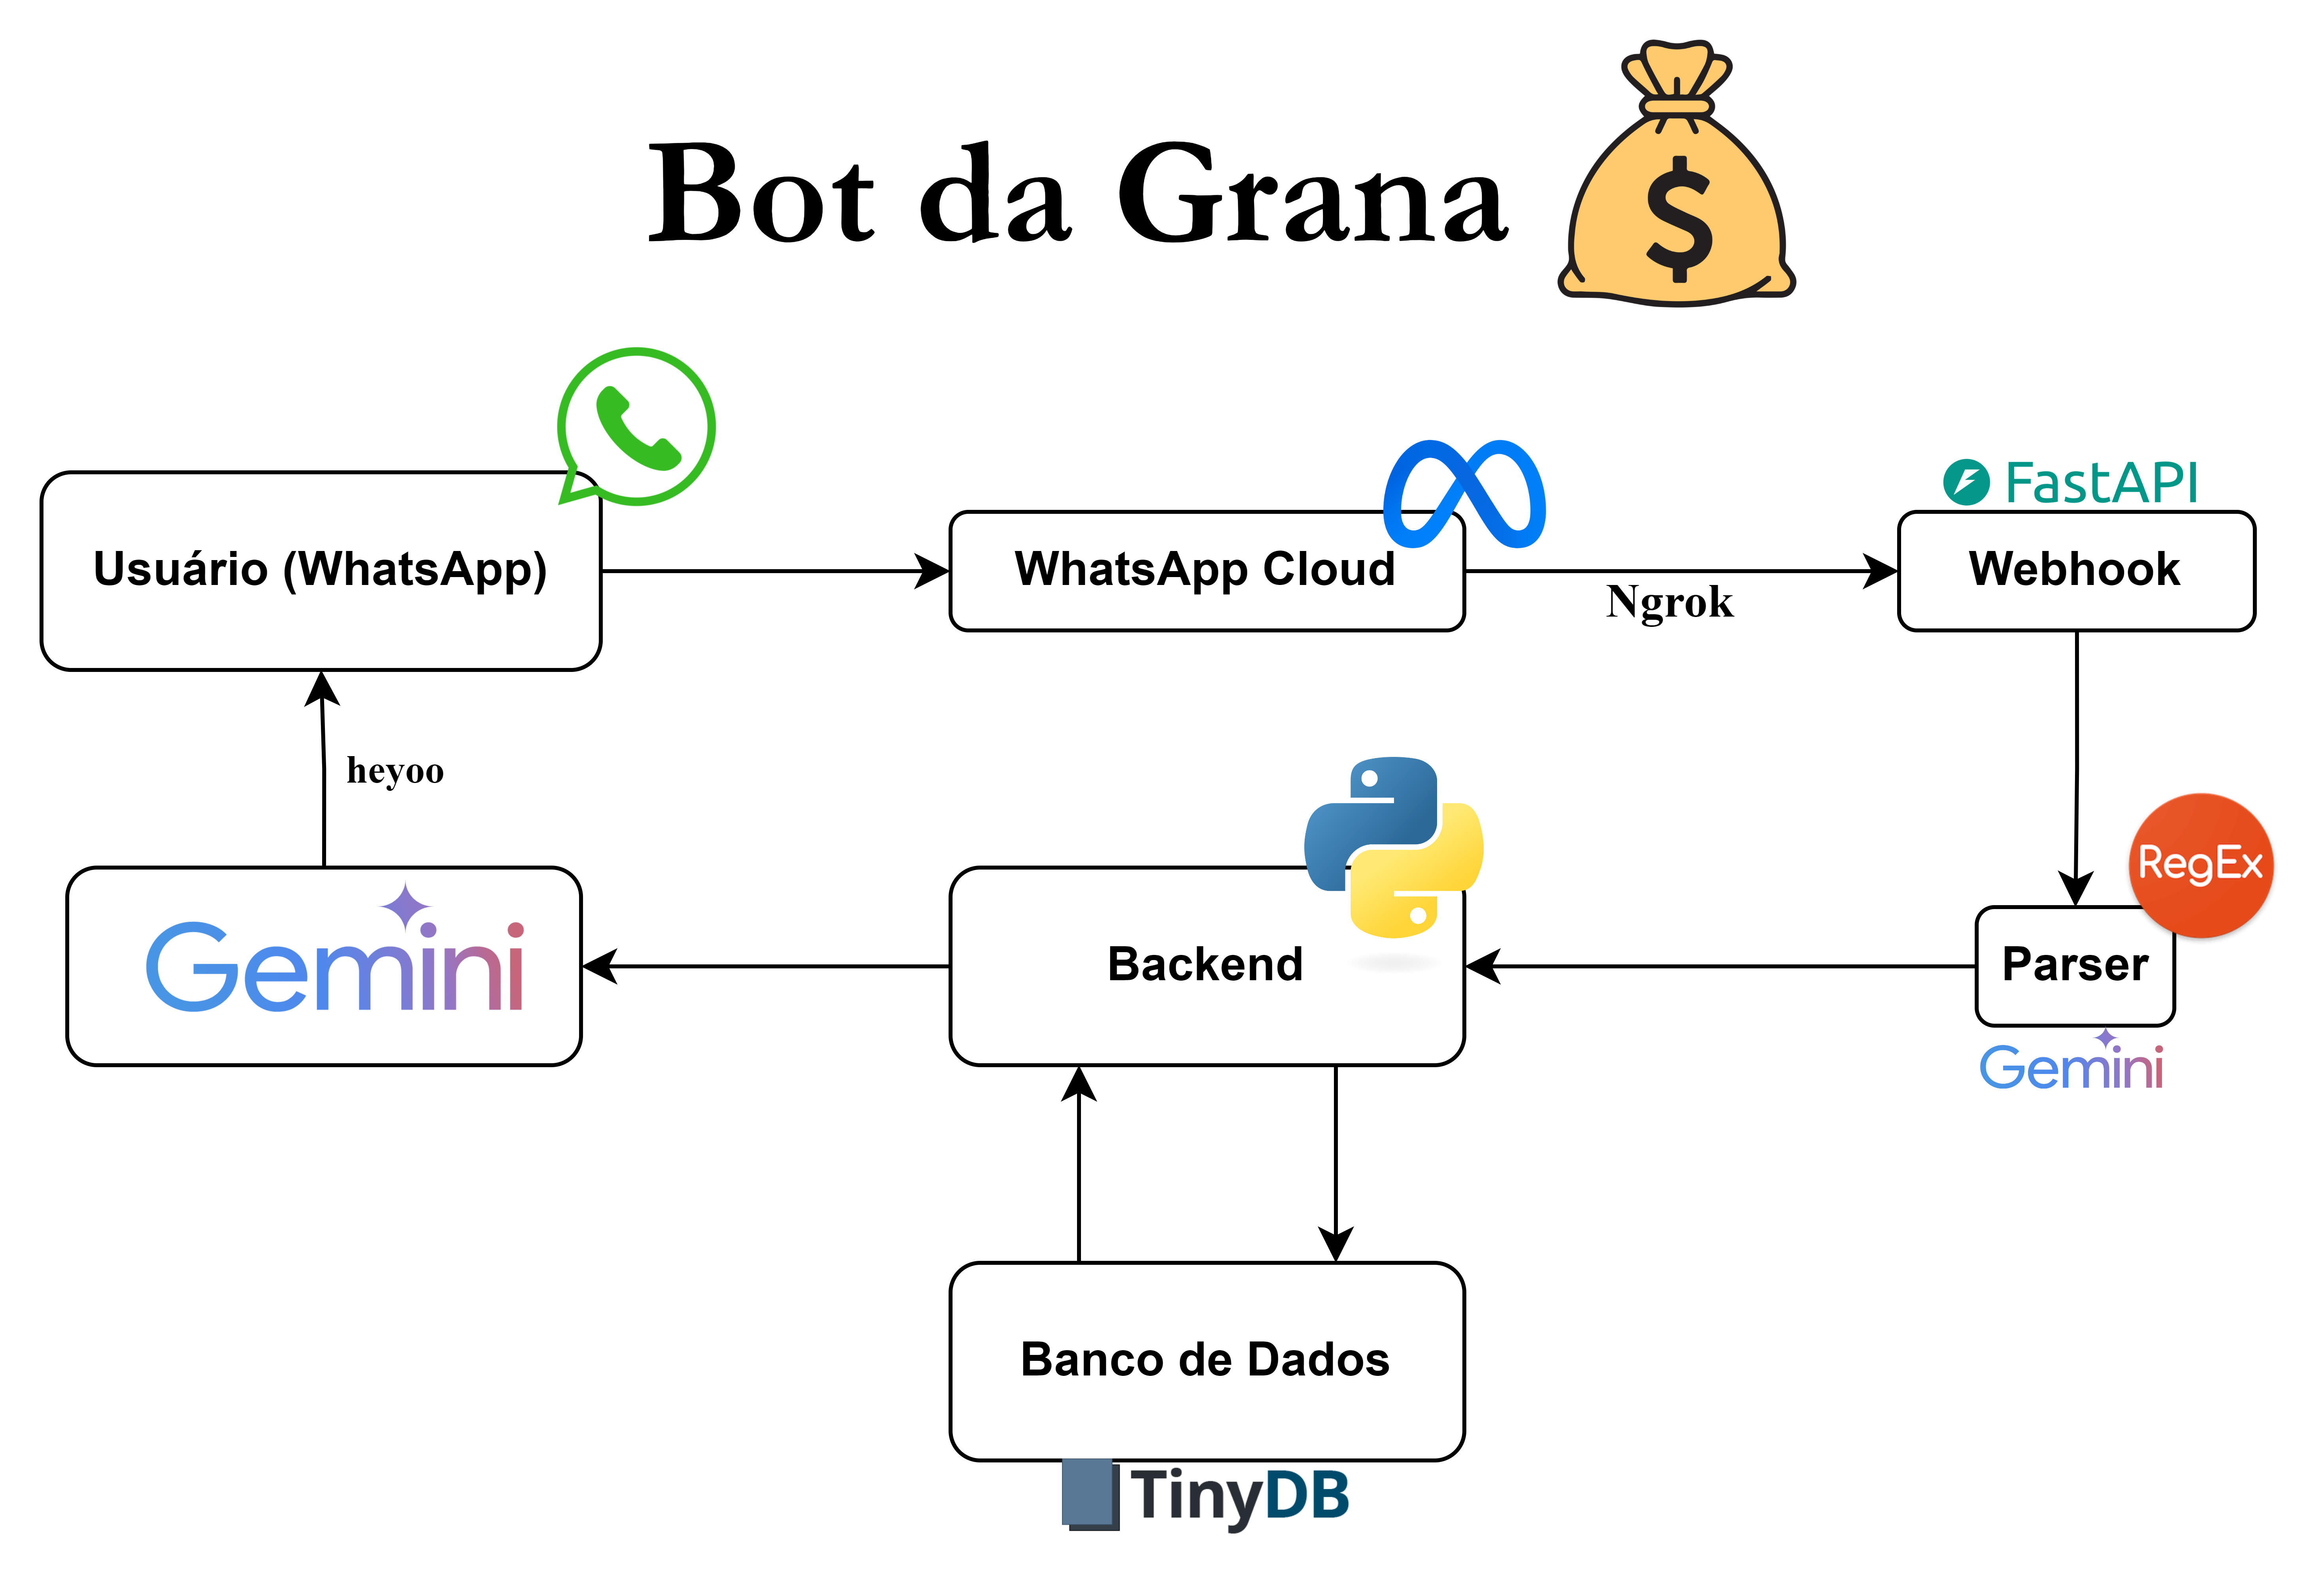 Bot da Grana
$
FastAPI
Usuário (WhatsApp)
WhatsApp Cloud
Ngrok
Webhook
heyoo
RegEx
Gemini
Backend
Parser
Gemini
Banco de Dados
TinyDB